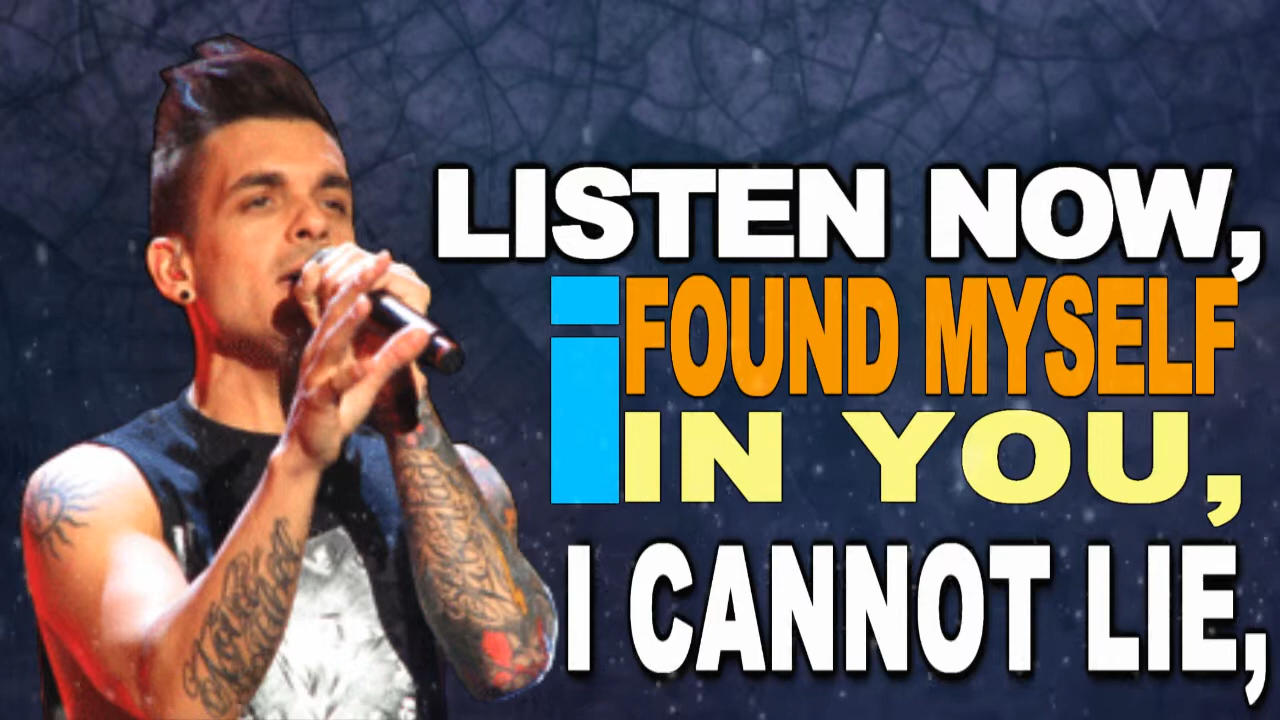 LISTEN NOW,
i FOUND MYSELF
IN YOU,
I CANNOT LIE,